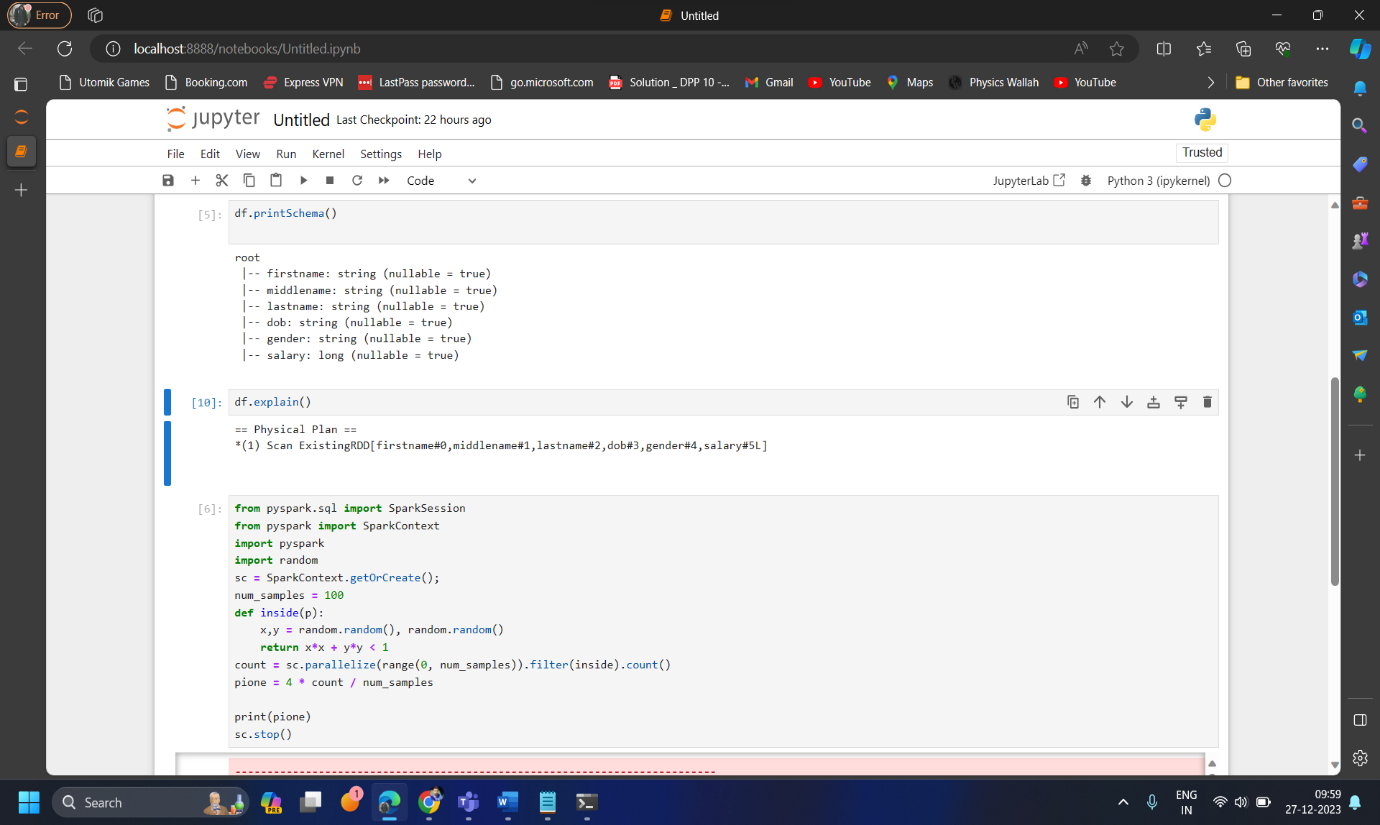 Error
Untitled
localhost:8888/notebooks/Untitled.ipynb
Utomik Games
Booking.com
Express VPN
LastPass password...
go.microsoft.com
Solution _ DPP 10 -...
Gmail
YouTube
Maps
Physics Wallah
YouTube
Other favorites
jupyter Untitled Last Checkpoint: 22 hours ago
File Edit View Run Kernel Settings Help
Trusted
Code
JupyterLab
Python 3 (ipykernel)
[5]: df.printSchema()
root
|-- firstname: string (nullable = true)
|-- middlename: string (nullable = true)
|-- lastname: string (nullable = true)
|-- dob: string (nullable = true)
|-- gender: string (nullable = true)
|-- salary: long (nullable = true)
[10]: df.explain()
== Physical Plan ==
*(1) Scan ExistingRDD[firstname#0,middlename#1,lastname#2,dob#3,gender#4,salary#5L]
[6]: from pyspark.sql import SparkSession
from pyspark import SparkContext
import pyspark
import random
sc = SparkContext.getOrCreate();
num_samples = 100
def inside(p):
    x,y = random.random(), random.random()
    return x*x + y*y < 1
count = sc.parallelize(range(0, num_samples)).filter(inside).count()
pione = 4 * count / num_samples
print(pione)
sc.stop()
---------------------------------------------------------------------------
Search
PRE
1
ENG
IN
09:59
27-12-2023